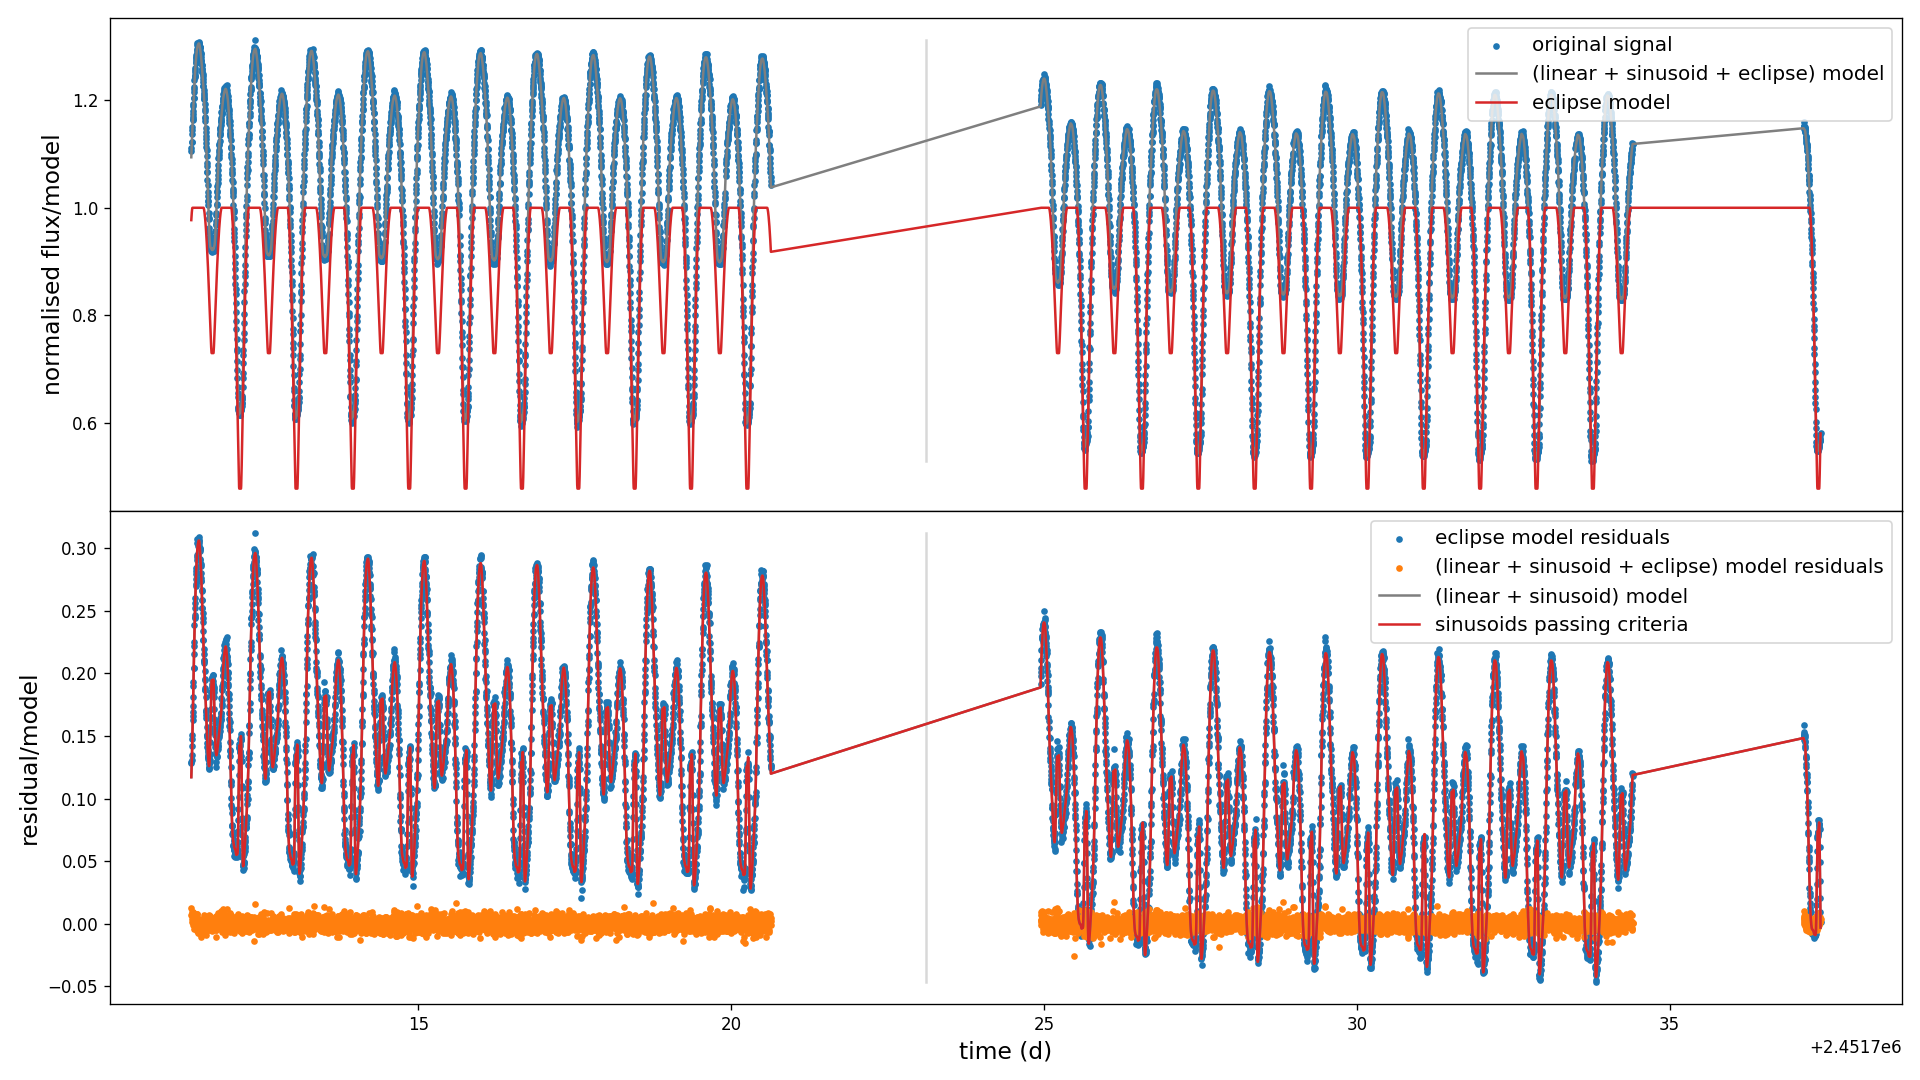 normalised flux/model
1.2
1.0
0.8
0.6
original signal
(linear + sinusoid + eclipse) model
eclipse model
residual/model
0.30
0.25
0.20
0.15
0.10
0.05
0.00
−0.05
eclipse model residuals
(linear + sinusoid + eclipse) model residuals
(linear + sinusoid) model
sinusoids passing criteria
15 20 25 30 35
time (d)
+2.4517e6